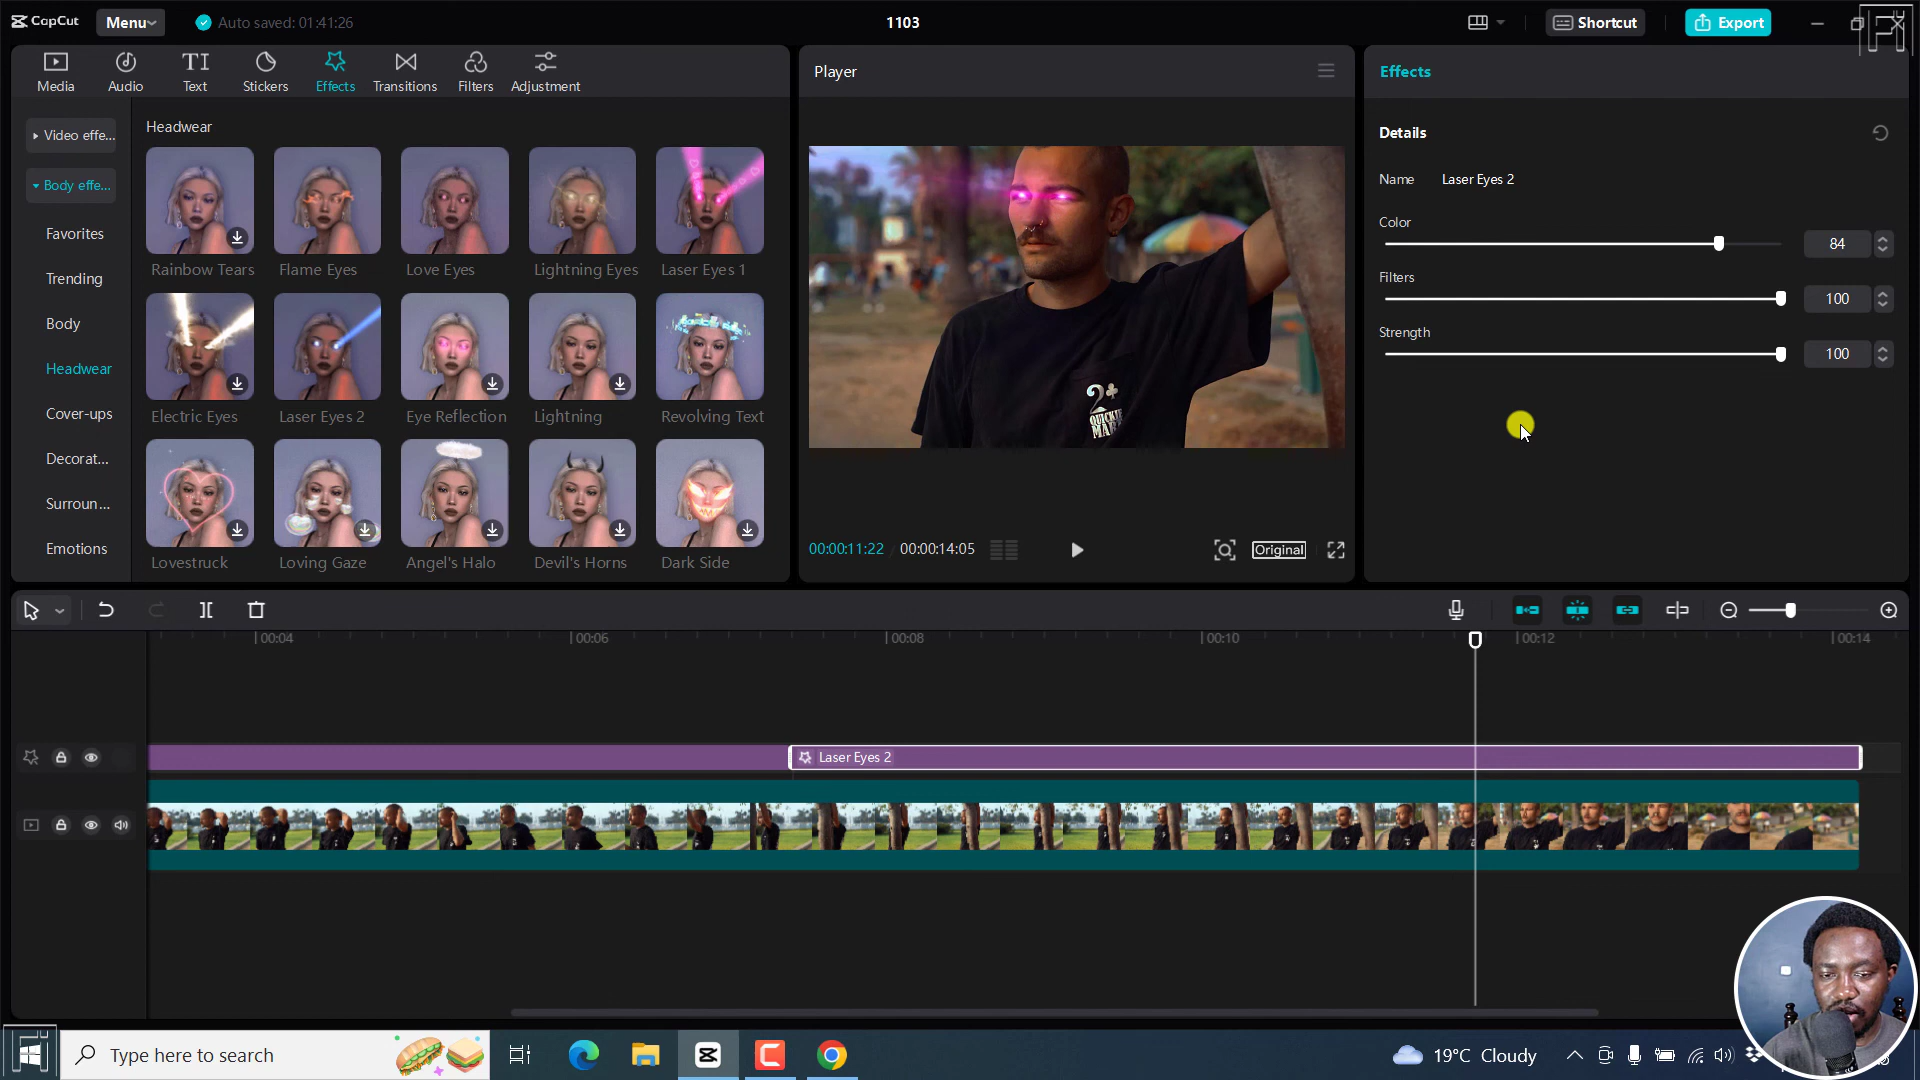 CapCut
Menu
Auto saved: 01:41:26
1103
Shortcut
Export
Media
Audio
Text
Stickers
Effects
Transitions
Filters
Adjustment
Video effe...
Body effe...
Favorites
Trending
Body
Headwear
Cover-ups
Decorat...
Surroun...
Emotions
Headwear
Rainbow Tears
Flame Eyes
Love Eyes
Lightning Eyes
Laser Eyes 1
Electric Eyes
Laser Eyes 2
Eye Reflection
Lightning
Revolving Text
Lovestruck
Loving Gaze
Angel's Halo
Devil's Horns
Dark Side
Player
2
QUICKIE
MAR
00:00:11:22
00:00:14:05
Original
Effects
Details
Name Laser Eyes 2
Color
84
Filters
100
Strength
100
00:04
00:06
00:08
00:10
00:12
00:14
Laser Eyes 2
Type here to search
19°C Cloudy